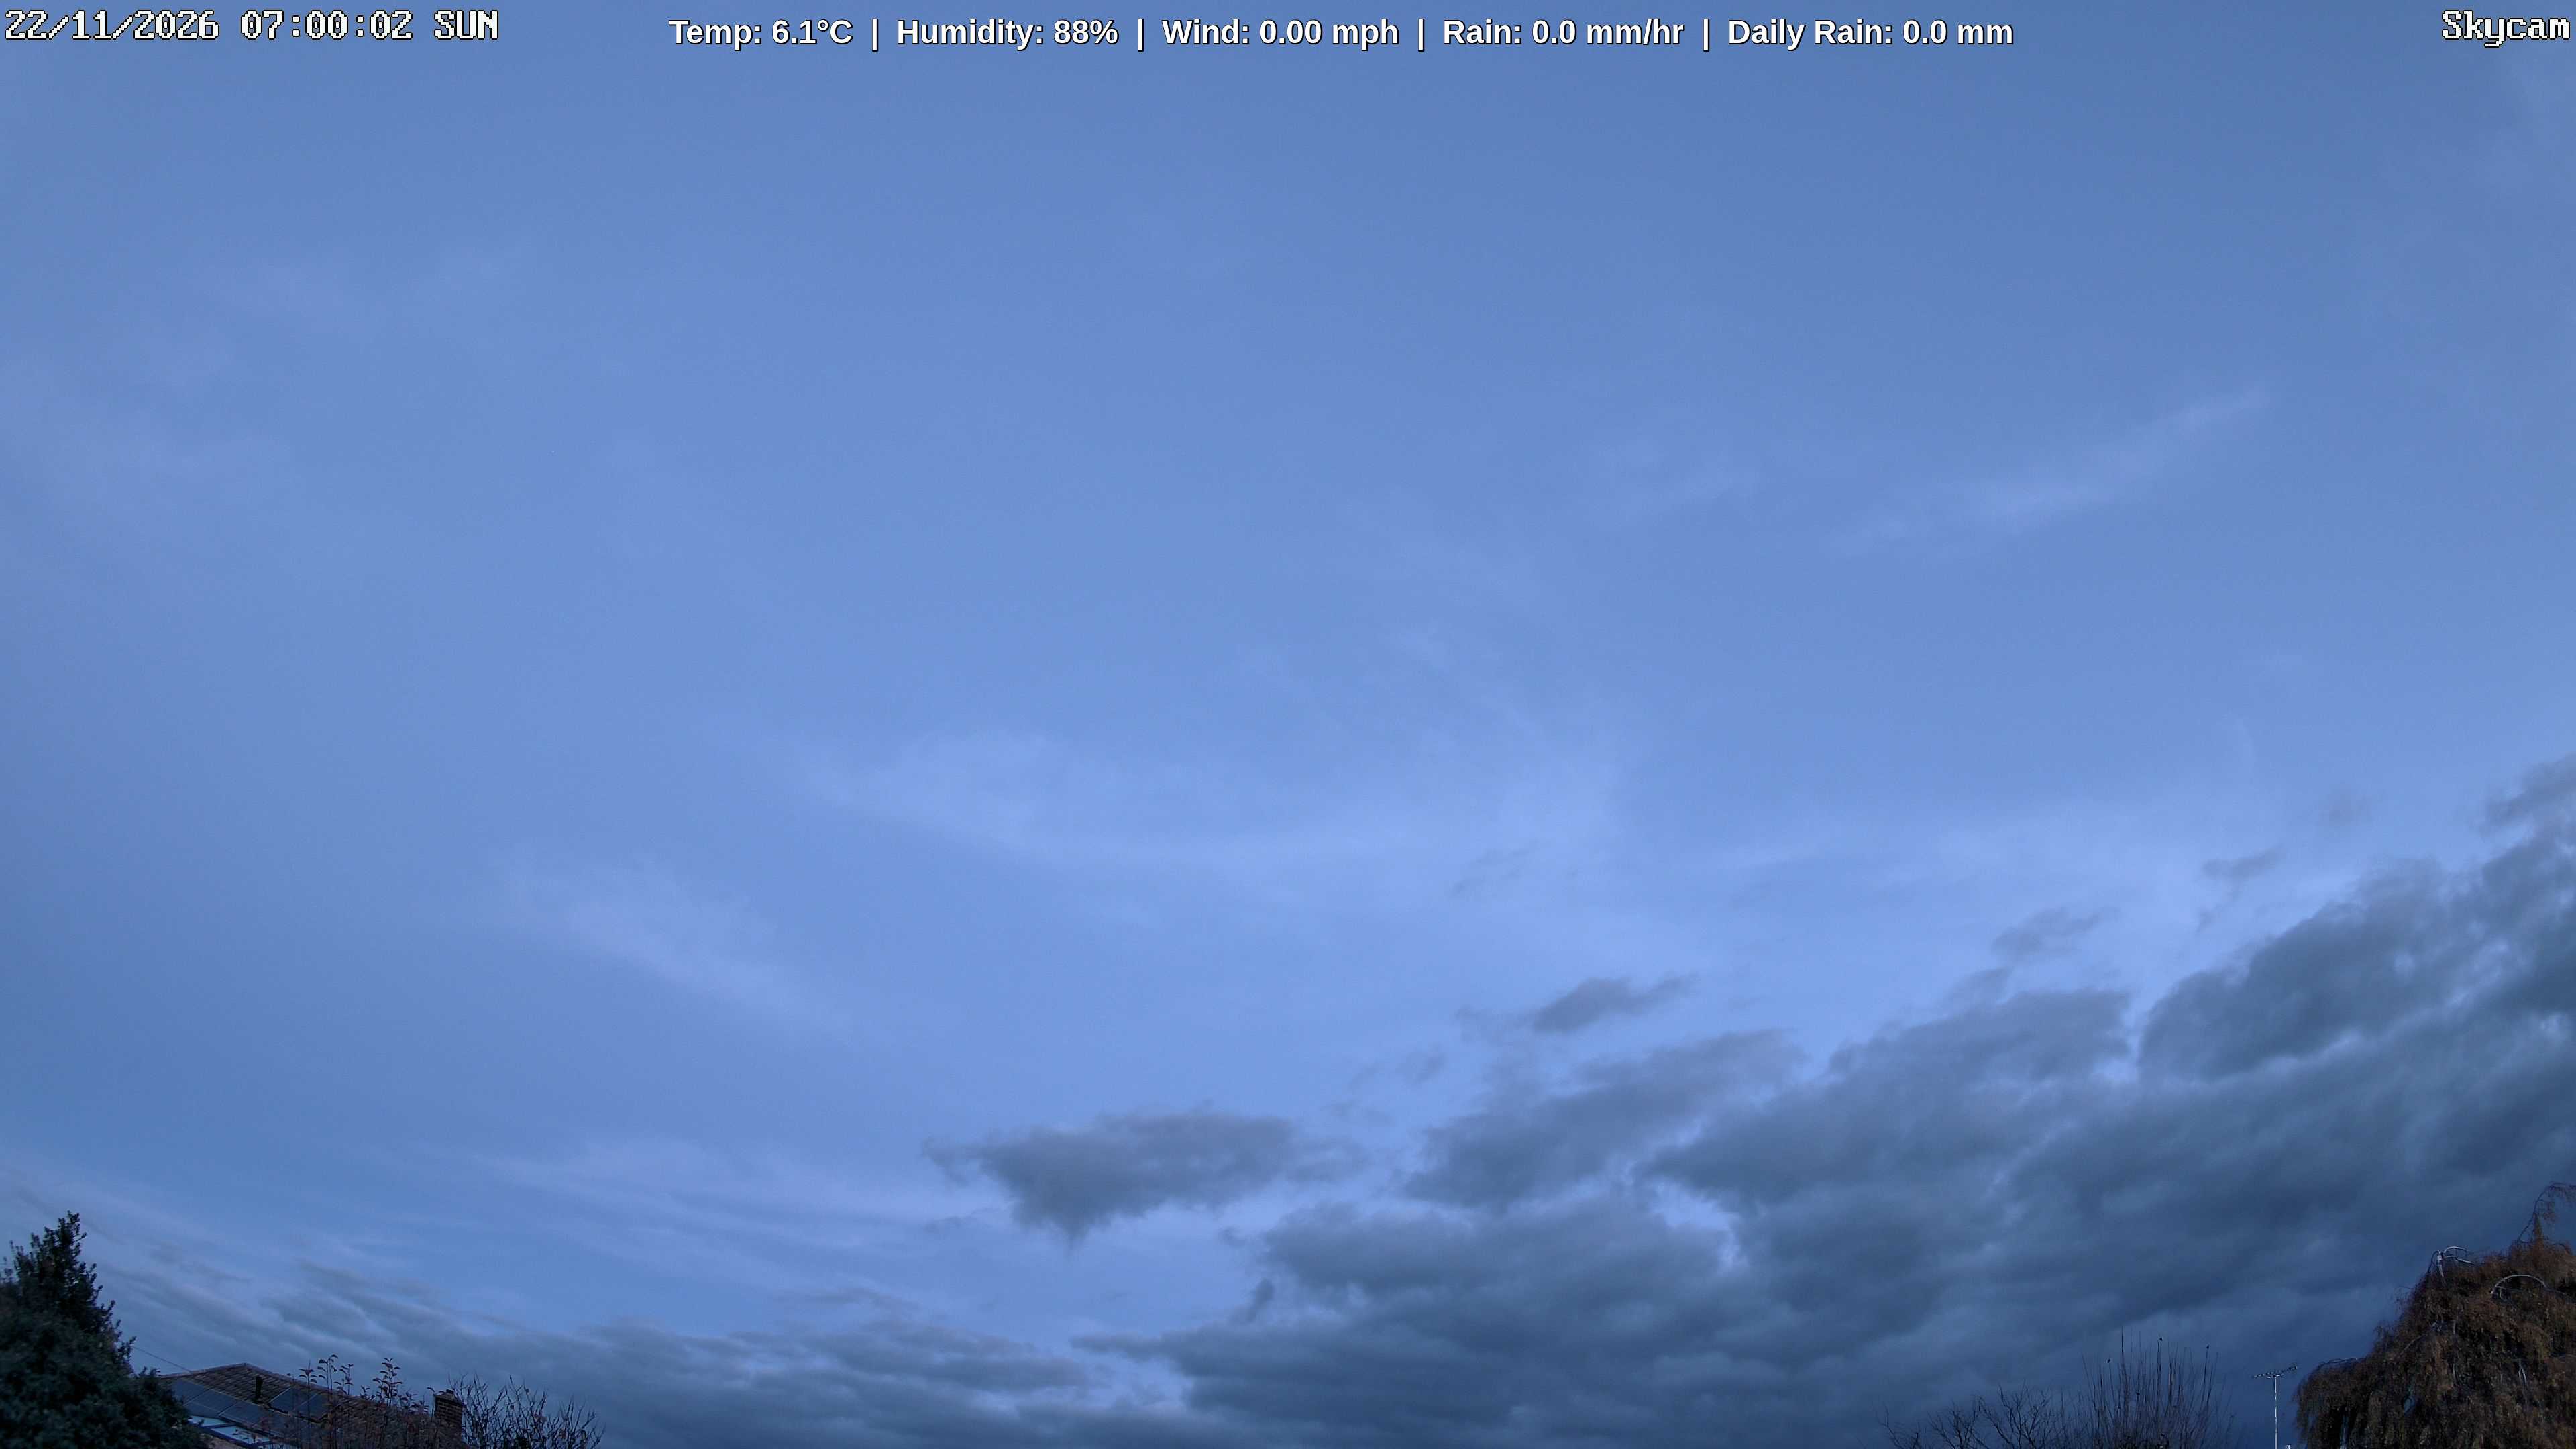 22/11/2026 07:00:02 SUN
Temp: 6.1°C | Humidity: 88% | Wind: 0.00 mph | Rain: 0.0 mm/hr | Daily Rain: 0.0 mm
Skycam